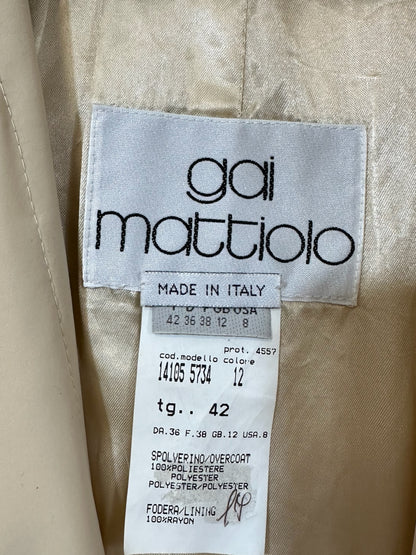 gai
mattiolo
MADE IN ITALY
I D F GB USA
42 36 38 12 8
prot. 4557
cod.modello colore
14105 5734 12
tg.. 42
DA.36 F.38 GB.12 USA.8
SPOLVERINO/OVERCOAT
100%POLIESTERE
POLYESTER
POLYESTER/POLYESTER
FODERA/LINING
100%RAYON